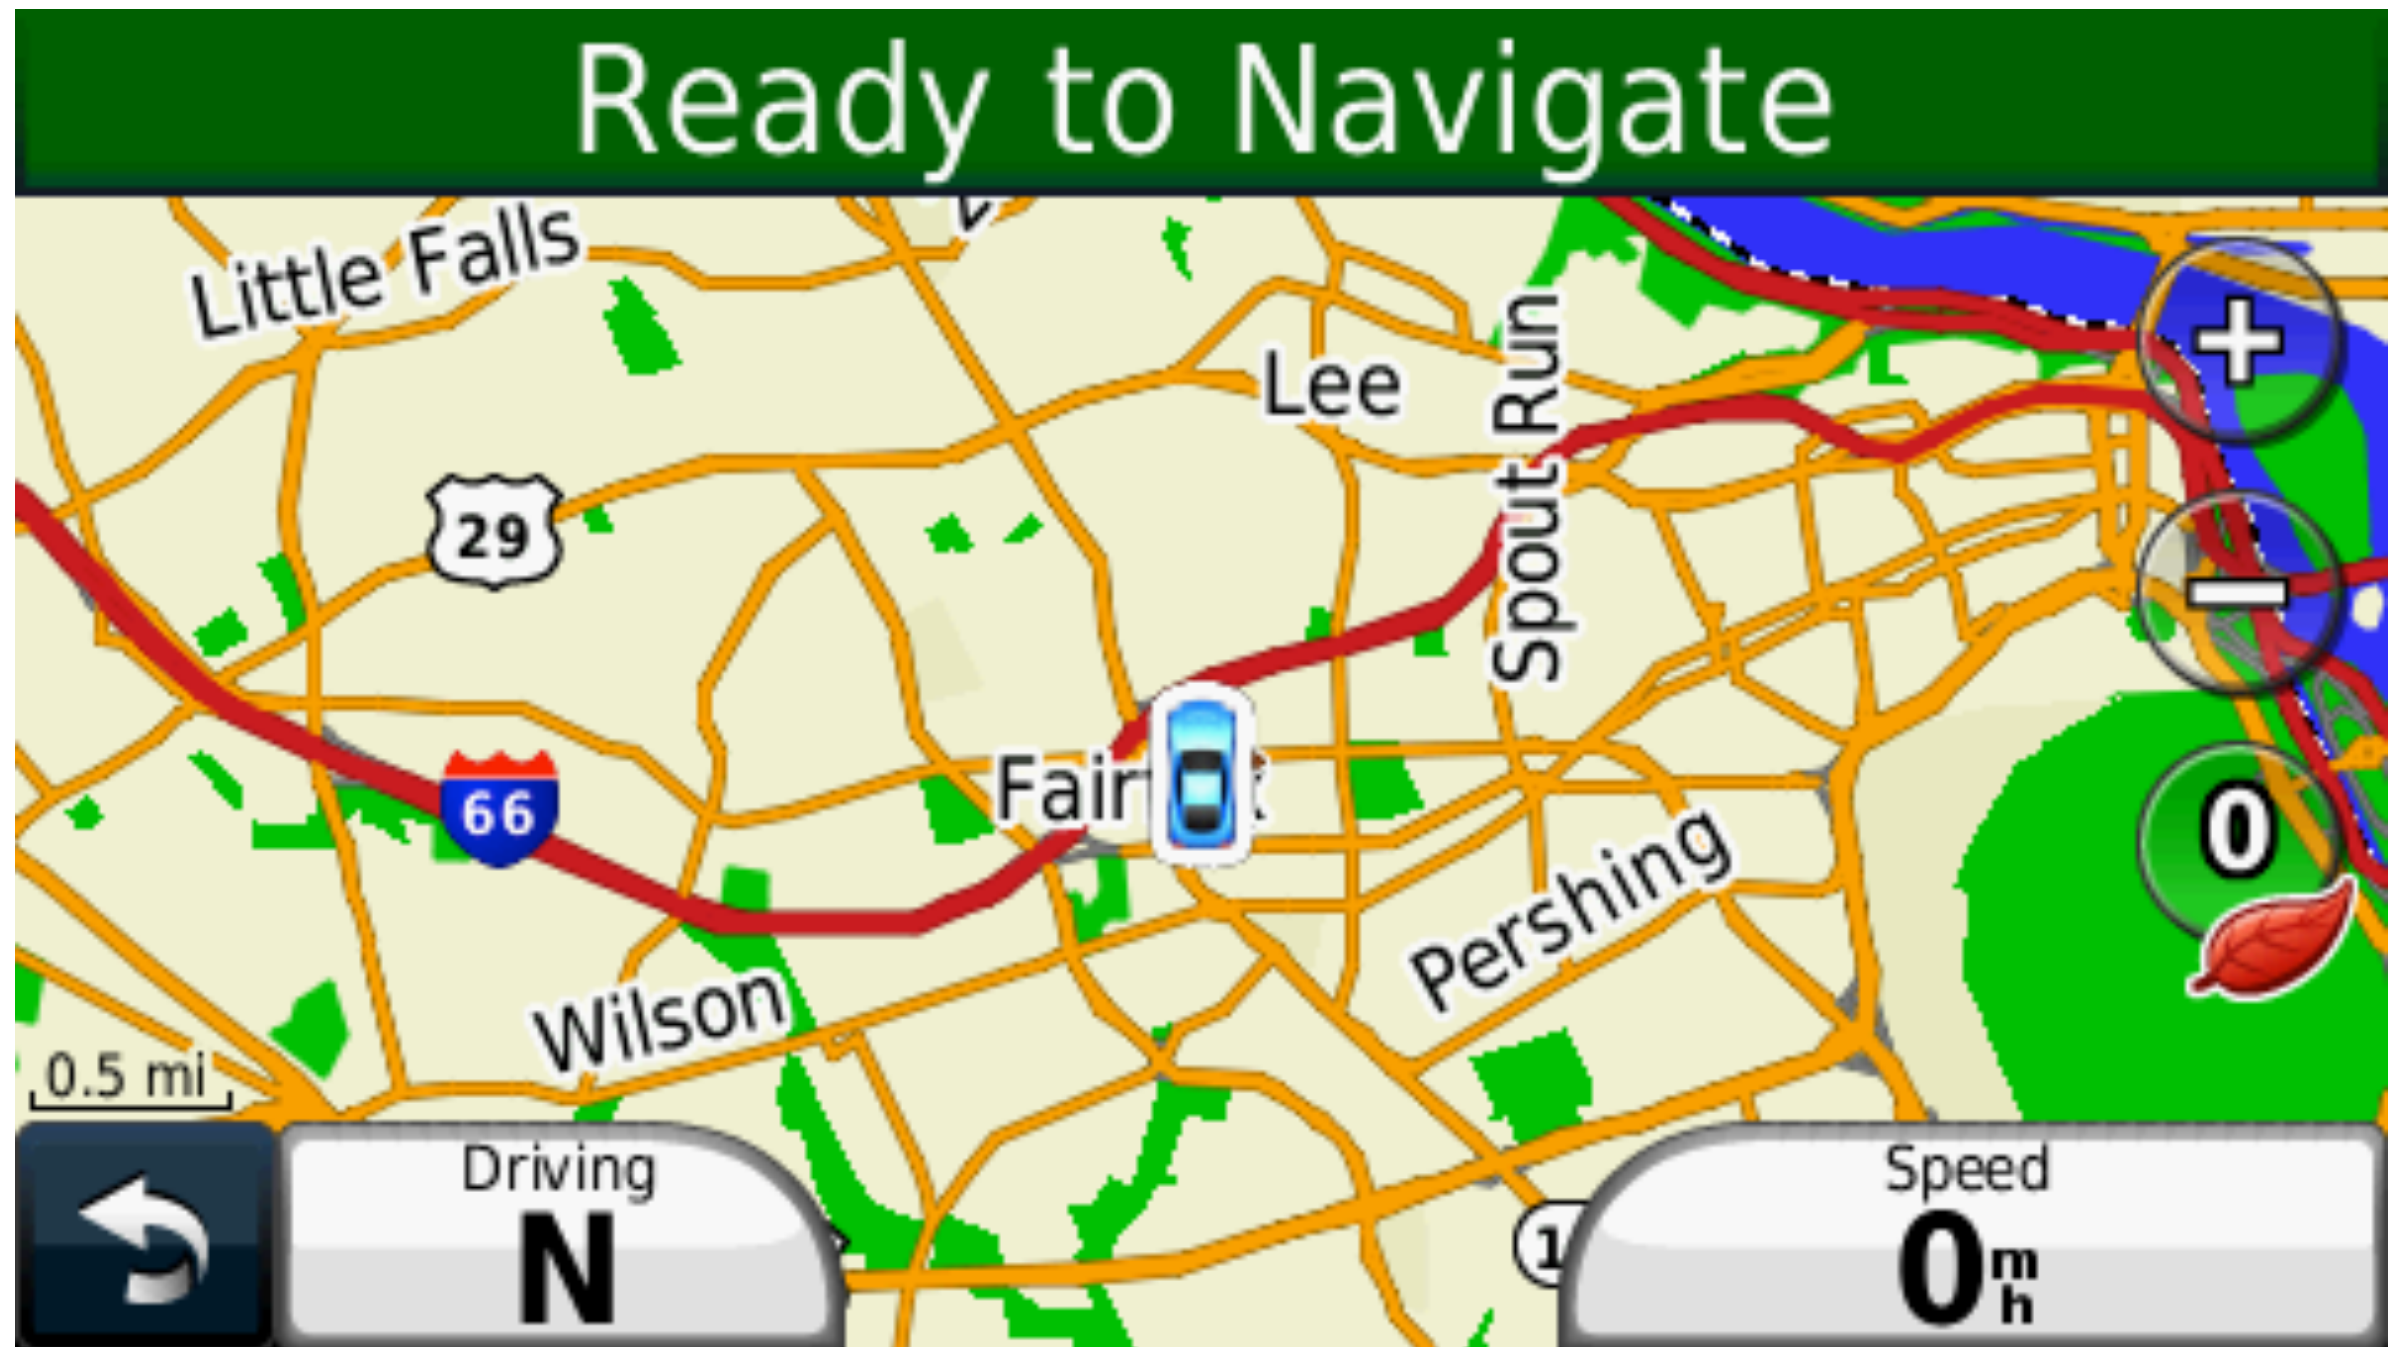 Ready to Navigate
Little Falls
Lee
Spout Run
29
66
Pershing
Wilson
0
0.5 mi
Driving
N
Speed
0 mh